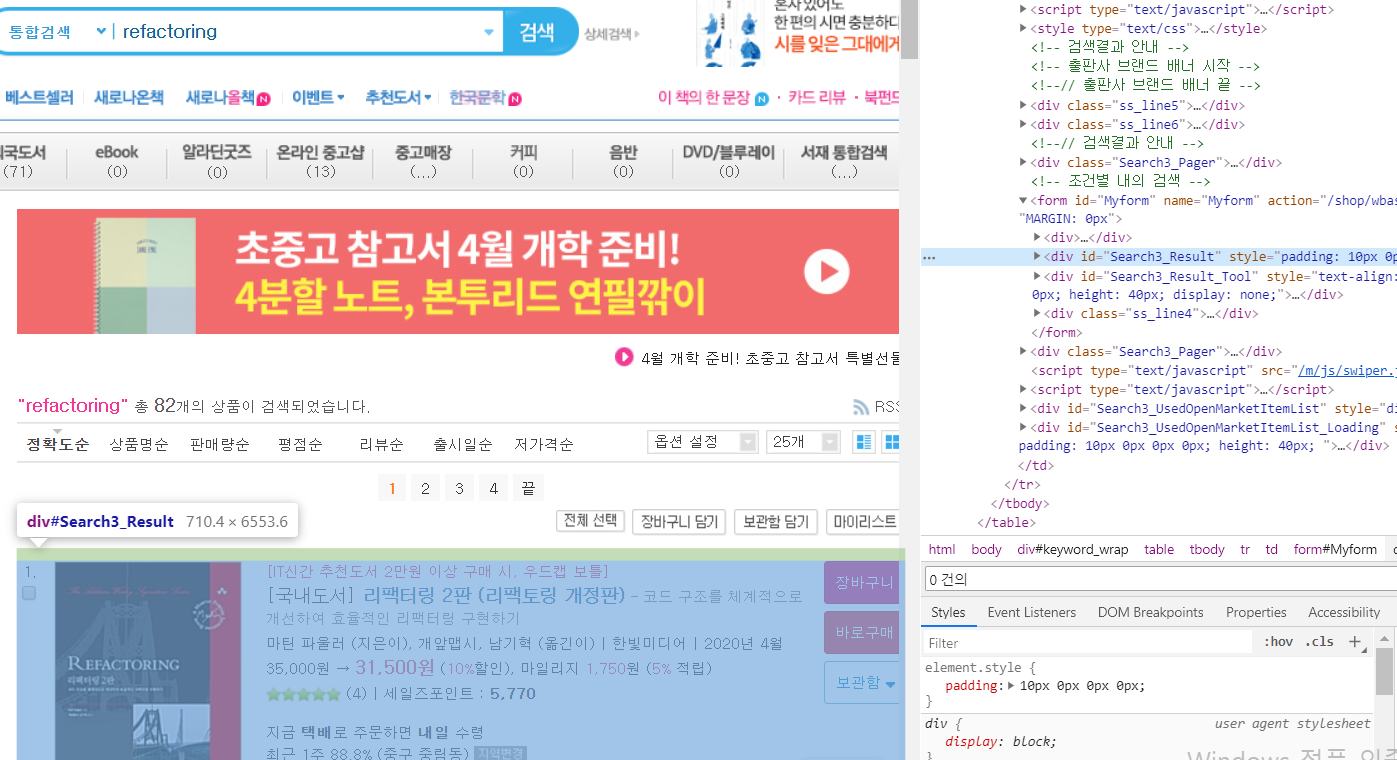 통합검색 refactoring 검색 상세검색
혼자 있어도
한 편의 시면 충분하다
시를 잊은 그대에게
베스트셀러 새로나온책 새로나올책 N 이벤트 추천도서 한국문학 N 이 책의 한 문장 N · 카드 리뷰 · 북펀드
외국도서 eBook 알라딘굿즈 온라인 중고샵 중고매장 커피 음반 DVD/블루레이 서재 통합검색
(71) (0) (0) (13) (...) (0) (0) (0) (...)
초중고 참고서 4월 개학 준비!
4분할 노트, 본투리드 연필깎이
4월 개학 준비! 초중고 참고서 특별선물
"refactoring" 총 82개의 상품이 검색되었습니다. RSS
정확도순 상품명순 판매량순 평점순 리뷰순 출시일순 저가격순 옵션 설정 25개
1 2 3 4 끝
div#Search3_Result 710.4 × 6553.6
전체 선택 장바구니 담기 보관함 담기 마이리스트
1.
REFACTORING
리팩터링 2판
[IT신간 추천도서 2만원 이상 구매 시, 우드캡 보틀]
[국내도서] 리팩터링 2판 (리팩토링 개정판) - 코드 구조를 체계적으로
개선하여 효율적인 리팩터링 구현하기
마틴 파울러 (지은이), 개앞맵시, 남기혁 (옮긴이) | 한빛미디어 | 2020년 4월
35,000원 → 31,500원 (10%할인), 마일리지 1,750원 (5% 적립)
(4) | 세일즈포인트 : 5,770
지금 택배로 주문하면 내일 수령
최근 1주 88.8% (중구 중림동) 지역변경
장바구니
바로구매
보관함
<script type="text/javascript">…</script>
<style type="text/css">…</style>
<!-- 검색결과 안내 -->
<!-- 출판사 브랜드 배너 시작 -->
<!--// 출판사 브랜드 배너 끝 -->
<div class="ss_line5">…</div>
<div class="ss_line6">…</div>
<!--// 검색결과 안내 -->
<div class="Search3_Pager">…</div>
<!-- 조건별 내의 검색 -->
<form id="Myform" name="Myform" action="/shop/wbas
"MARGIN: 0px">
<div>…</div>
… <div id="Search3_Result" style="padding: 10px 0p
<div id="Search3_Result_Tool" style="text-align:
0px; height: 40px; display: none;">…</div>
<div class="ss_line4">…</div>
</form>
<div class="Search3_Pager">…</div>
<script type="text/javascript" src="/m/js/swiper.j
<script type="text/javascript">…</script>
<div id="Search3_UsedOpenMarketItemList" style="di
<div id="Search3_UsedOpenMarketItemList_Loading" s
padding: 10px 0px 0px 0px; height: 40px; ">…</div>
</td>
</tr>
</tbody>
</table>
html body div#keyword_wrap table tbody tr td form#Myform
0 건의
Styles Event Listeners DOM Breakpoints Properties Accessibility
Filter :hov .cls +
element.style {
padding: 10px 0px 0px 0px;
}
div { user agent stylesheet
display: block;
}
Windows 정품 인증